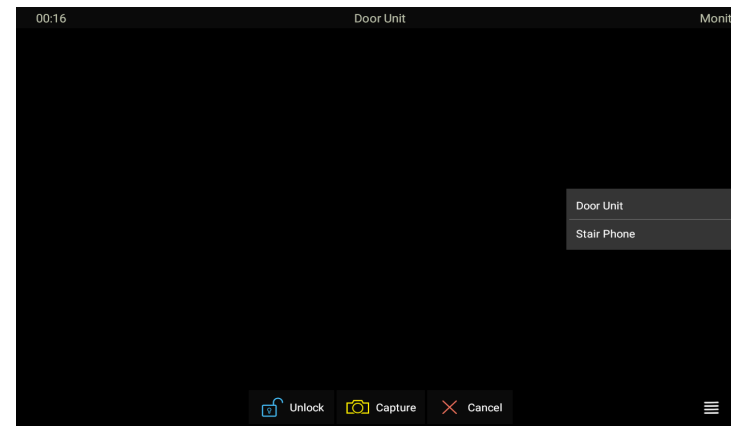 00:16 Door Unit Monit
Door Unit
Stair Phone
Unlock Capture Cancel